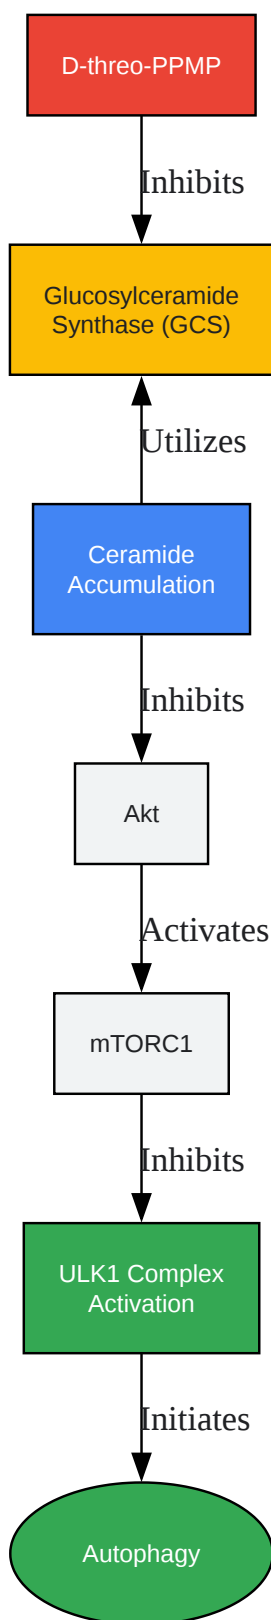 D-threo-PPMP
Inhibits
Glucosylceramide
Synthase (GCS)
Utilizes
Ceramide
Accumulation
Inhibits
Akt
Activates
mTORC1
Inhibits
ULK1 Complex
Activation
Initiates
Autophagy